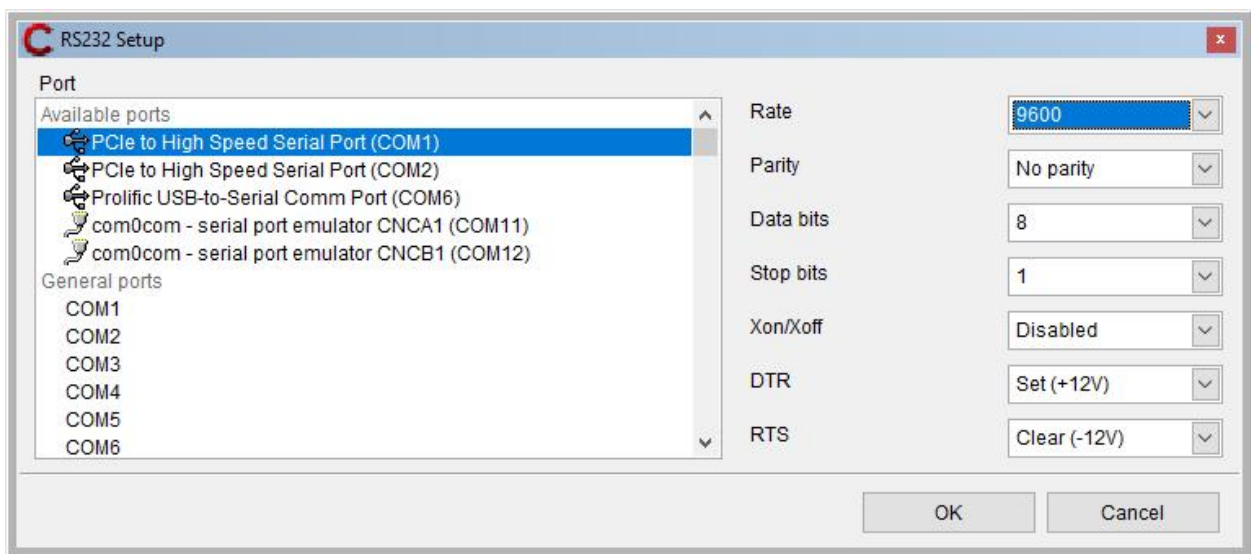 RS232 Setup
Port
Available ports
PCIe to High Speed Serial Port (COM1)
PCIe to High Speed Serial Port (COM2)
Prolific USB-to-Serial Comm Port (COM6)
com0com - serial port emulator CNCA1 (COM11)
com0com - serial port emulator CNCB1 (COM12)
General ports
COM1
COM2
COM3
COM4
COM5
COM6
Rate 9600
Parity No parity
Data bits 8
Stop bits 1
Xon/Xoff Disabled
DTR Set (+12V)
RTS Clear (-12V)
OK Cancel